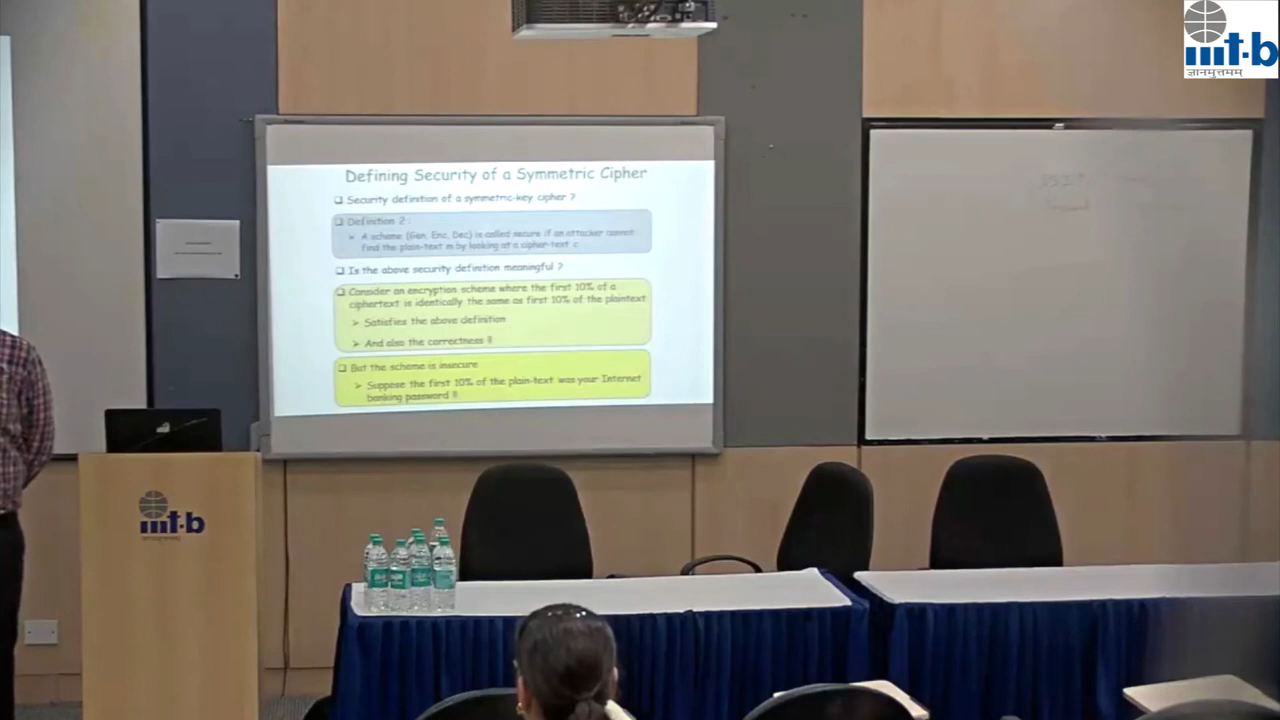 iiit-b
ज्ञानमुत्तमम्
Defining Security of a Symmetric Cipher
Security definition of a symmetric-key cipher ?
Definition 2 :
A scheme (Gen, Enc, Dec) is called secure if an attacker cannot
find the plain-text m by looking at a cipher-text c
Is the above security definition meaningful ?
Consider an encryption scheme where the first 10% of a
ciphertext is identically the same as first 10% of the plaintext
Satisfies the above definition
And also the correctness !!
But the scheme is insecure
Suppose the first 10% of the plain-text was your Internet
banking password !!
iiit-b